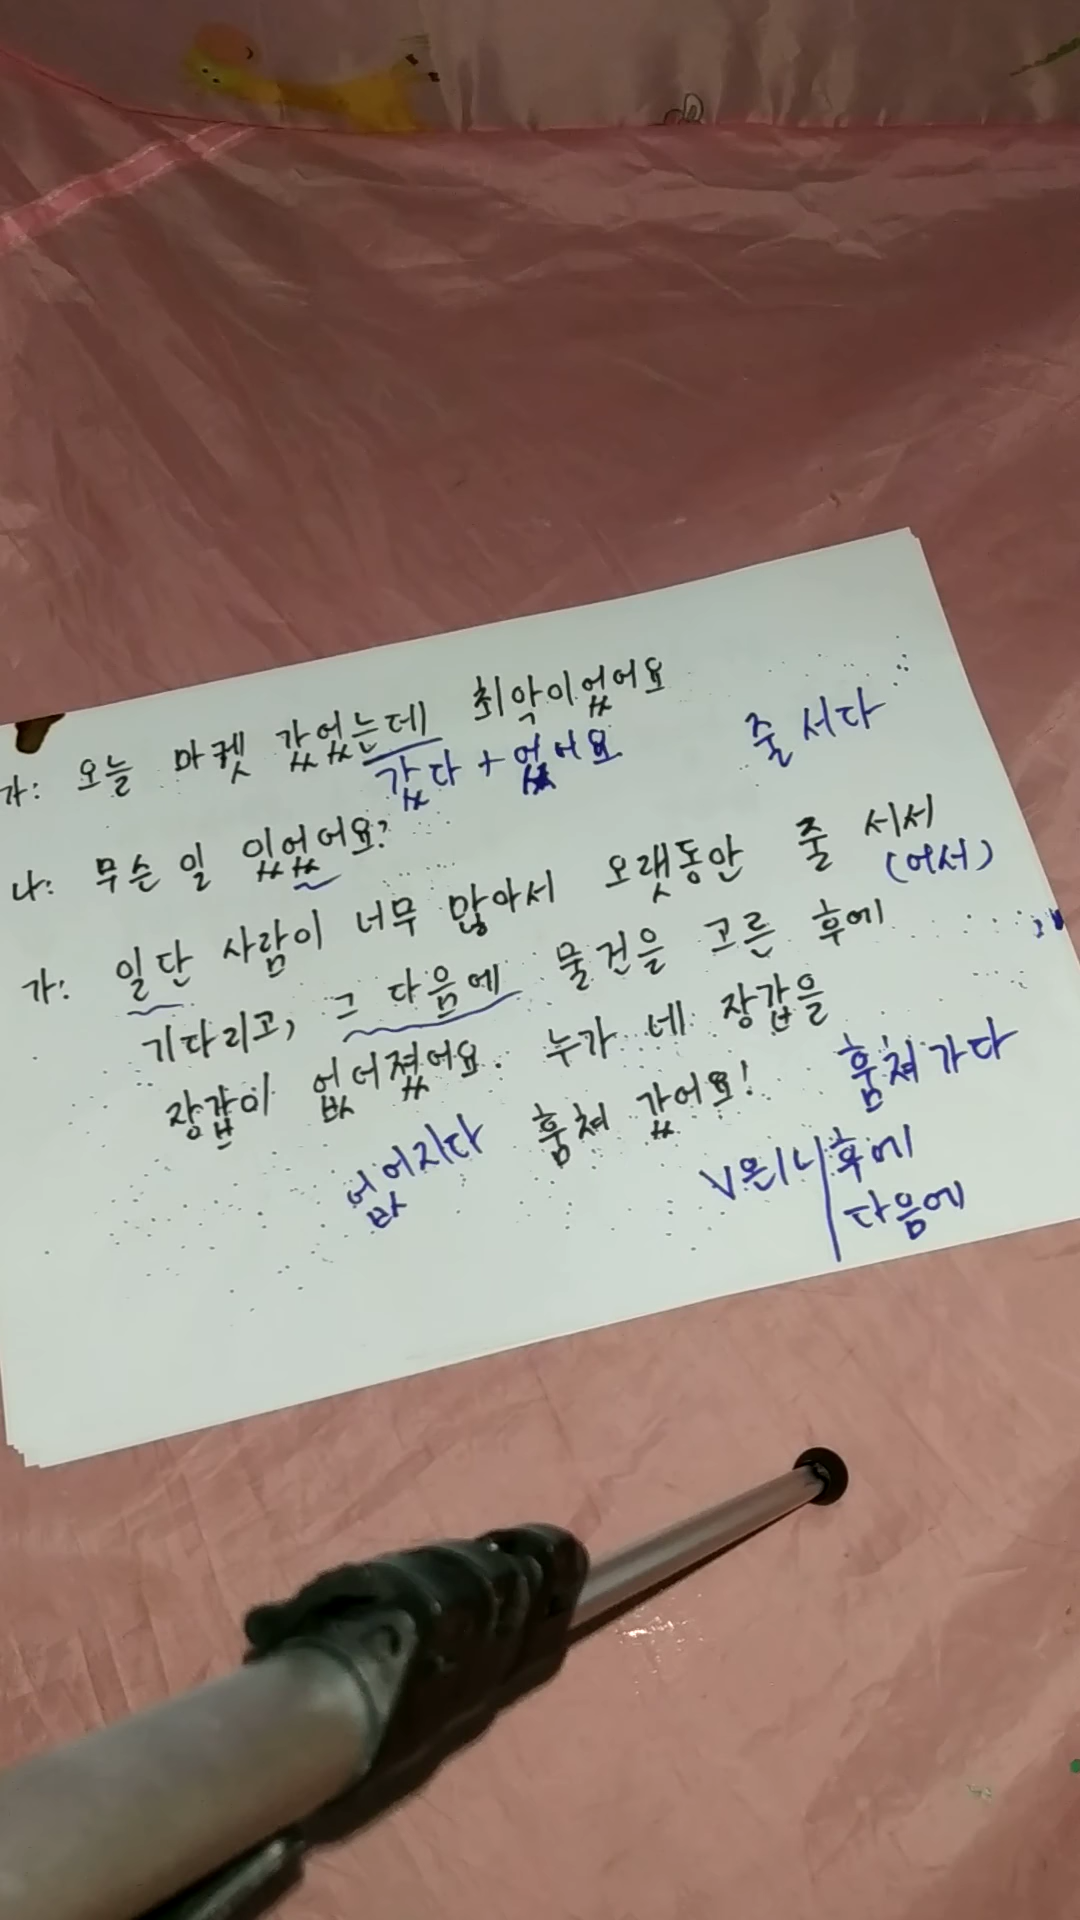 가: 오늘 마켓 갔었는데 최악이었어요
갔다 + 었어요
줄 서다
나: 무슨 일 있었어요?
가: 일단 사람이 너무 많아서 오랫동안 줄 서서
(어서)
기다리고, 그 다음에 물건을 고른 후에
장갑이 없어졌어요. 누가 네 장갑을
훔쳐 갔어요!
훔쳐가다
없어지다
V은/ㄴ 후에
다음에